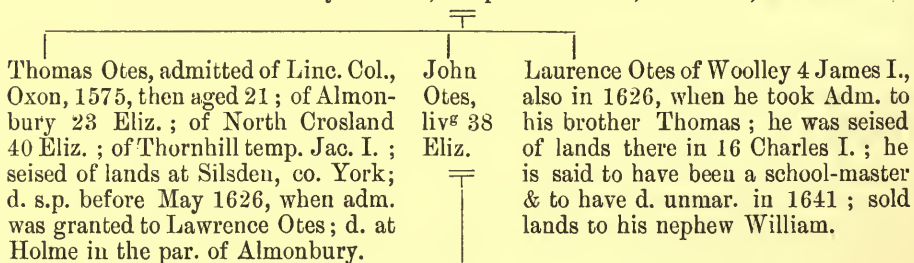 Thomas Otes, admitted of Linc. Col.,
Oxon, 1575, then aged 21 ; of Almon-
bury 23 Eliz. ; of North Crosland
40 Eliz. ; of Thornhill temp. Jac. I. ;
seised of lands at Silsden, co. York;
d. s.p. before May 1626, when adm.
was granted to Lawrence Otes ; d. at
Holme in the par. of Almonbury.
John
Otes,
livᵍ 38
Eliz.
Laurence Otes of Woolley 4 James I.,
also in 1626, when he took Adm. to
his brother Thomas ; he was seised
of lands there in 16 Charles I. ; he
is said to have been a school-master
& to have d. unmar. in 1641 ; sold
lands to his nephew William.